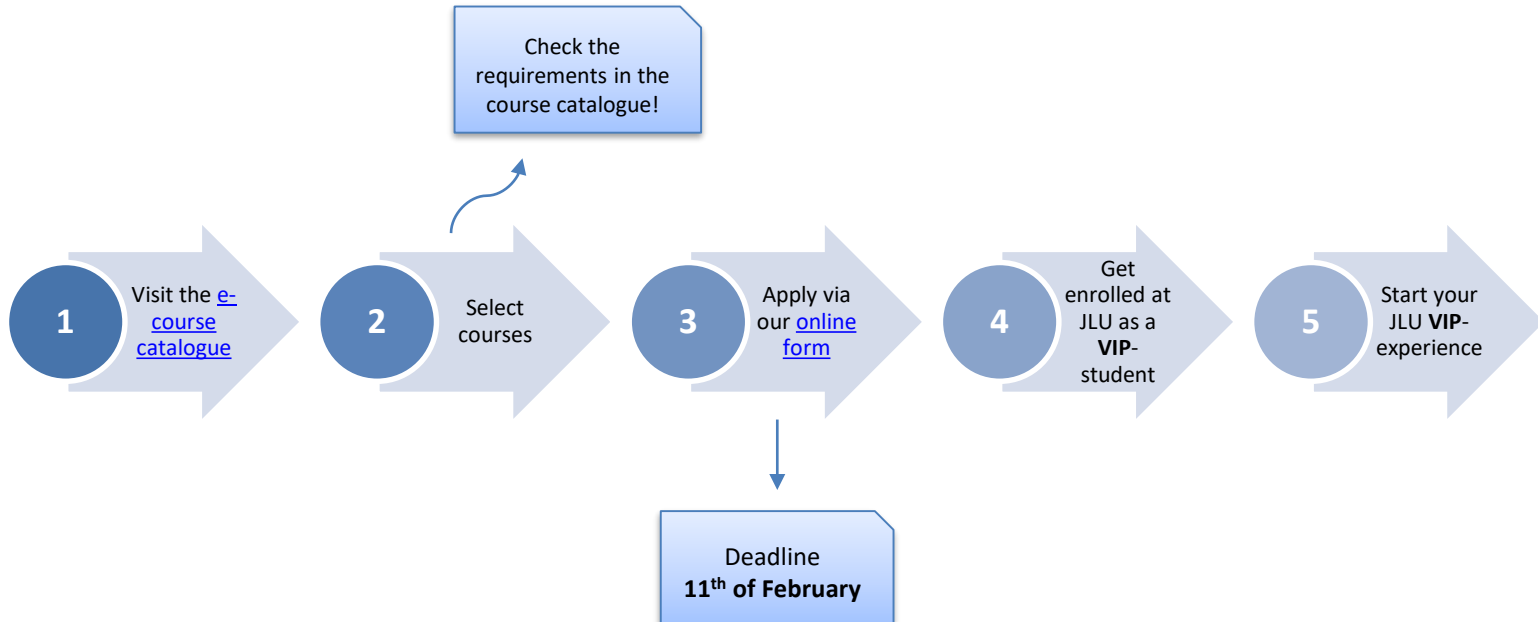 Check the
requirements in the
course catalogue!
1
Visit the e-
course
catalogue
2
Select
courses
3
Apply via
our online
form
4
Get
enrolled at
JLU as a
VIP-
student
5
Start your
JLU VIP-
experience
Deadline
11th of February